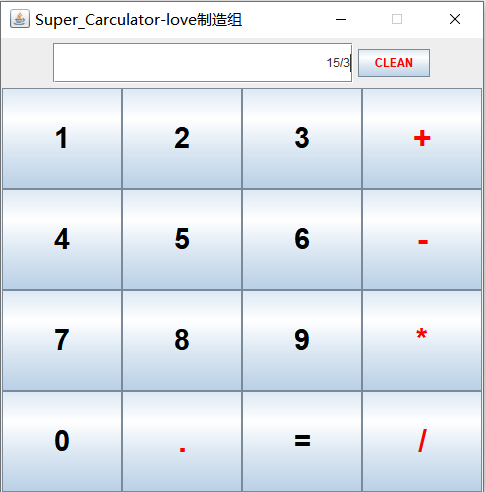 Super_Carculator-love制造组
15/3 CLEAN
1 2 3 +
4 5 6 -
7 8 9 *
0 . = /